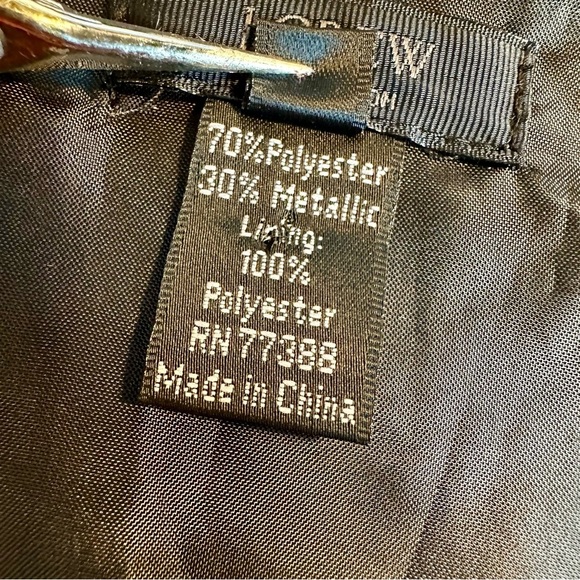 70%Polyester
30% Metallic
Lining:
100%
Polyester
RN 77388
Made in China